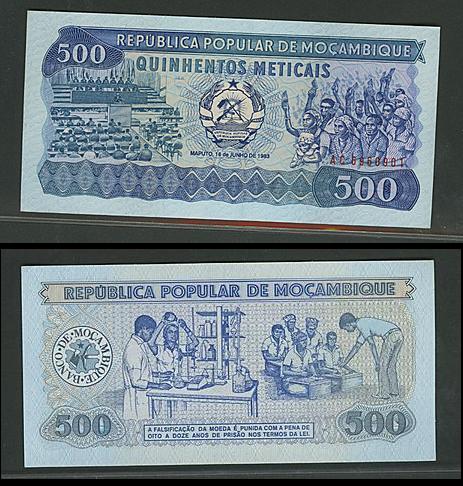 REPÚBLICA POPULAR DE MOÇAMBIQUE
500
QUINHENTOS METICAIS
MAPUTO, 16 de JUNHO DE 1983
500
REPÚBLICA POPULAR DE MOÇAMBIQUE
BANCO·DE·MOÇAMBIQUE
500
A FALSIFICAÇÃO DA MOEDA É PUNIDA COM A PENA DE
OITO A DOZE ANOS DE PRISÃO NOS TERMOS DA LEI.
500